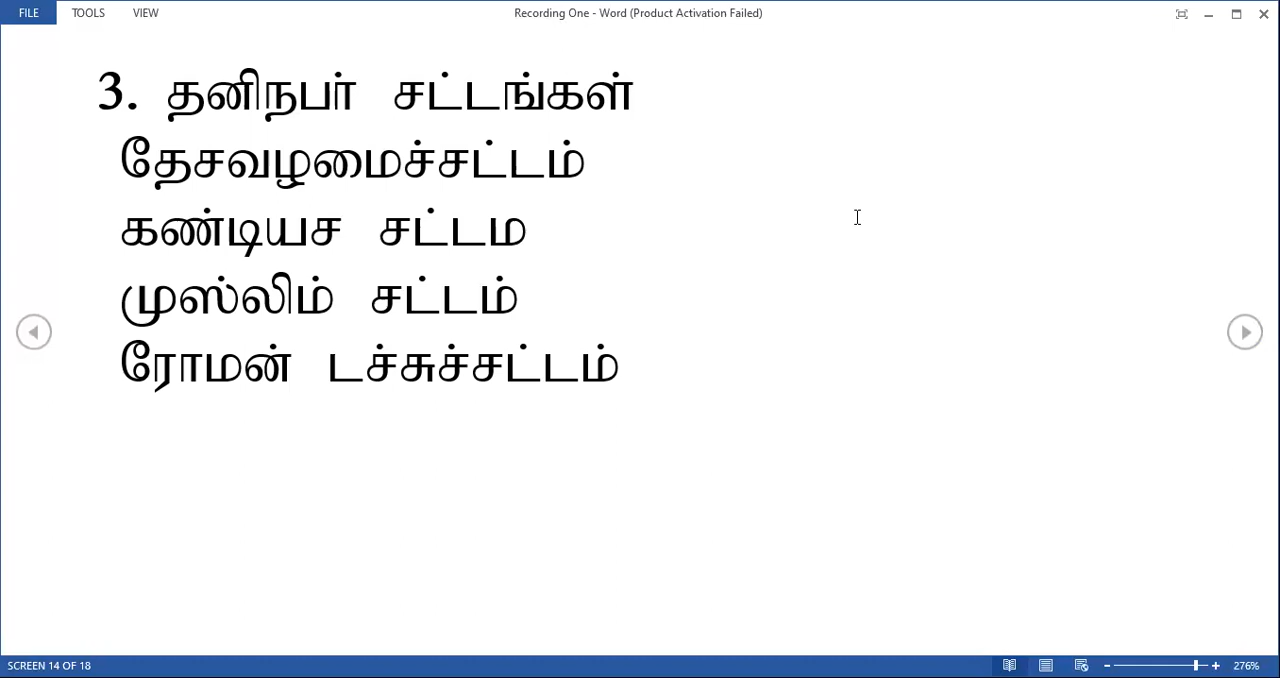 FILE TOOLS VIEW Recording One - Word (Product Activation Failed)
3. தனிநபர் சட்டங்கள்
தேசவழமைச்சட்டம்
கண்டியச சட்டம
முஸ்லிம் சட்டம்
ரோமன் டச்சுச்சட்டம்
SCREEN 14 OF 18 276%